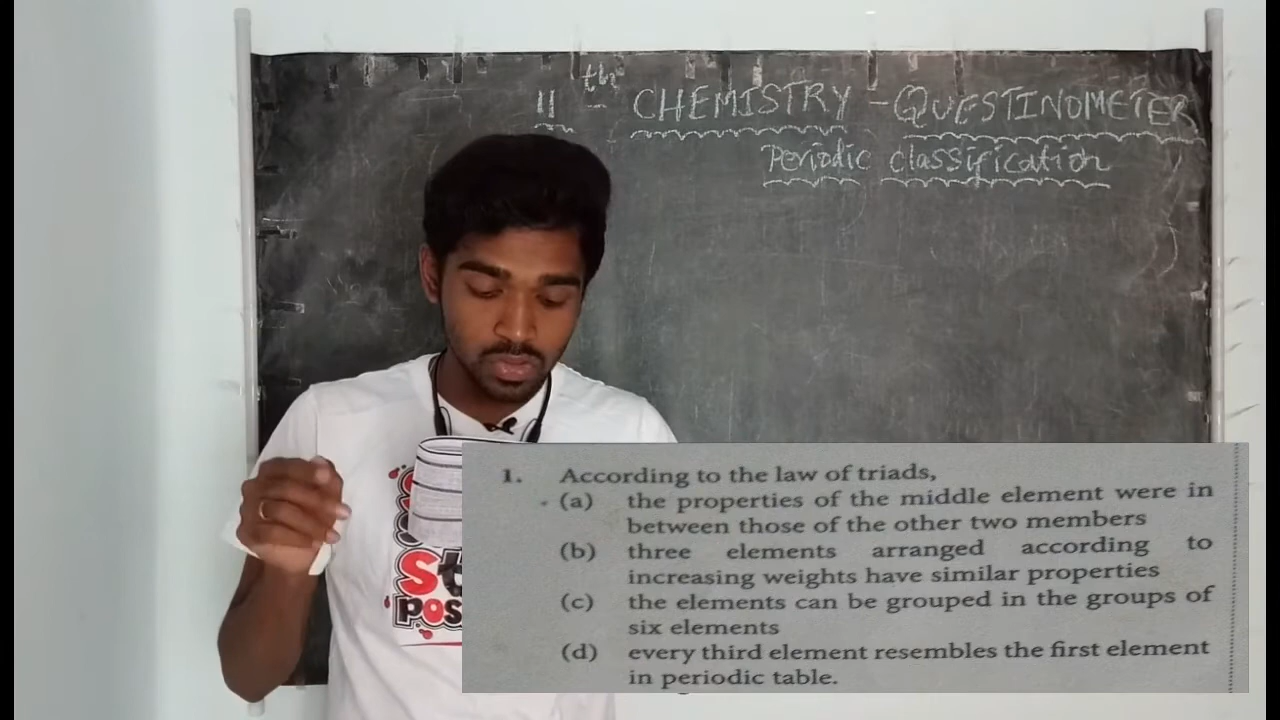 11th CHEMISTRY - QUESTINOMETER
Periodic classification
1. According to the law of triads,
(a) the properties of the middle element were in
between those of the other two members
(b) three elements arranged according to
increasing weights have similar properties
(c) the elements can be grouped in the groups of
six elements
(d) every third element resembles the first element
in periodic table.